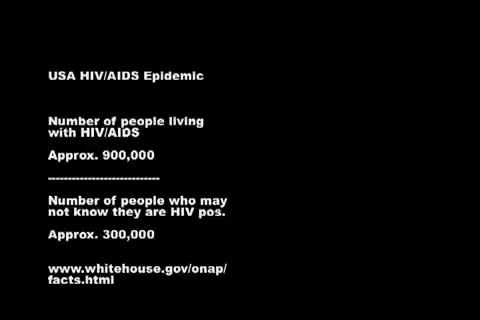 USA HIV/AIDS Epidemic
Number of people living
with HIV/AIDS
Approx. 900,000
----------------------------
Number of people who may
not know they are HIV pos.
Approx. 300,000
www.whitehouse.gov/onap/
facts.html